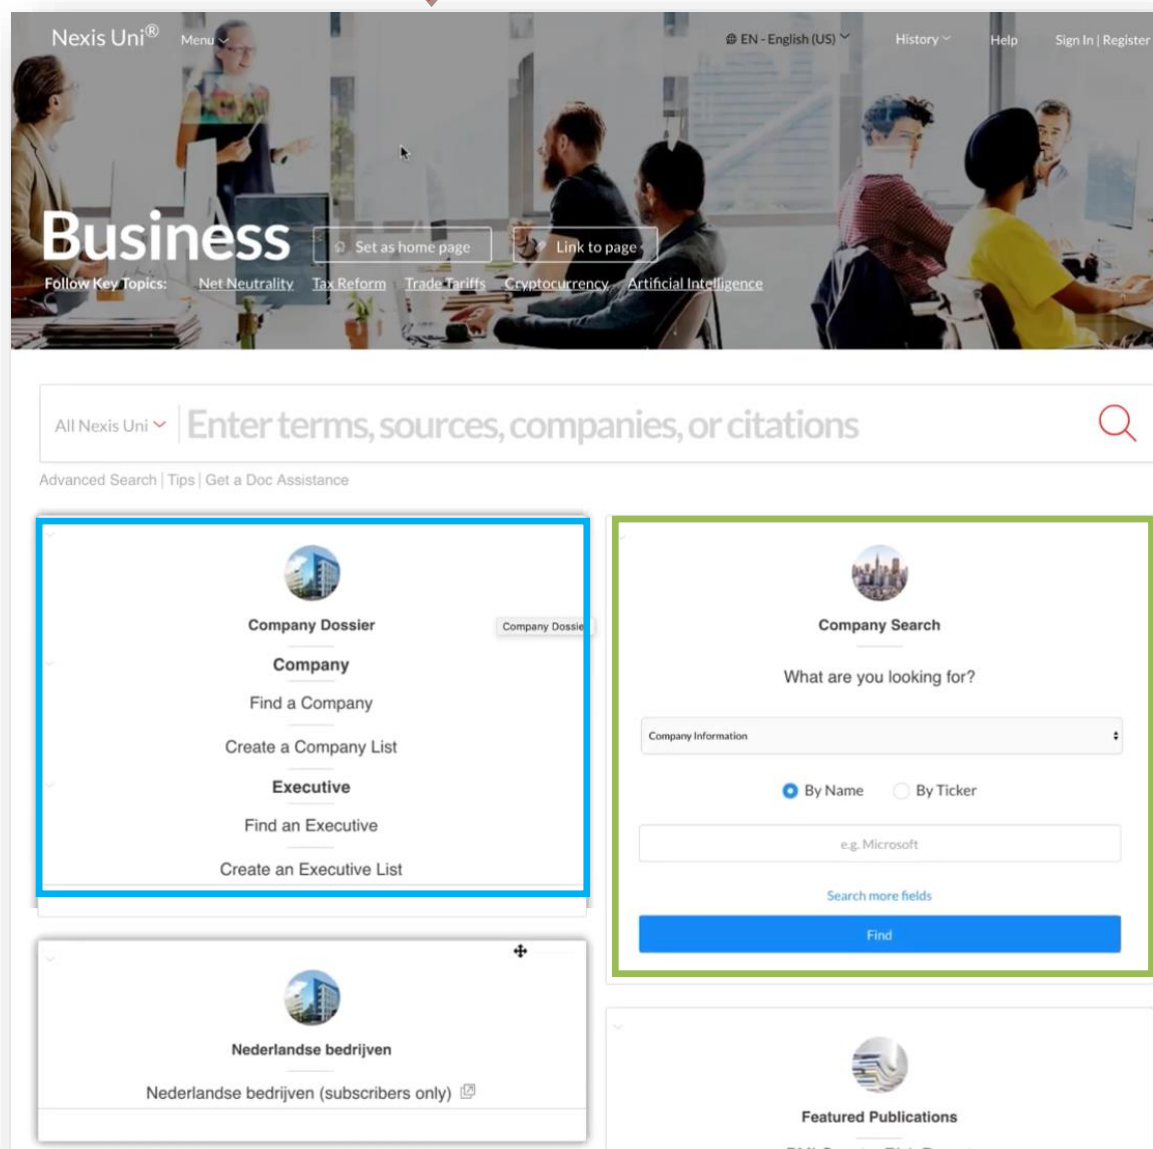 Nexis Uni® Menu EN - English (US) History Help Sign In | Register
Business Set as home page Link to page
Follow Key Topics: Net Neutrality Tax Reform Trade Tariffs Cryptocurrency Artificial Intelligence
All Nexis Uni Enter terms, sources, companies, or citations
Advanced Search | Tips | Get a Doc Assistance
Company Dossier
Company Dossie
Company
Find a Company
Create a Company List
Executive
Find an Executive
Create an Executive List
Nederlandse bedrijven
Nederlandse bedrijven (subscribers only)
Company Search
What are you looking for?
Company Information
By Name By Ticker
e.g. Microsoft
Search more fields
Find
Featured Publications